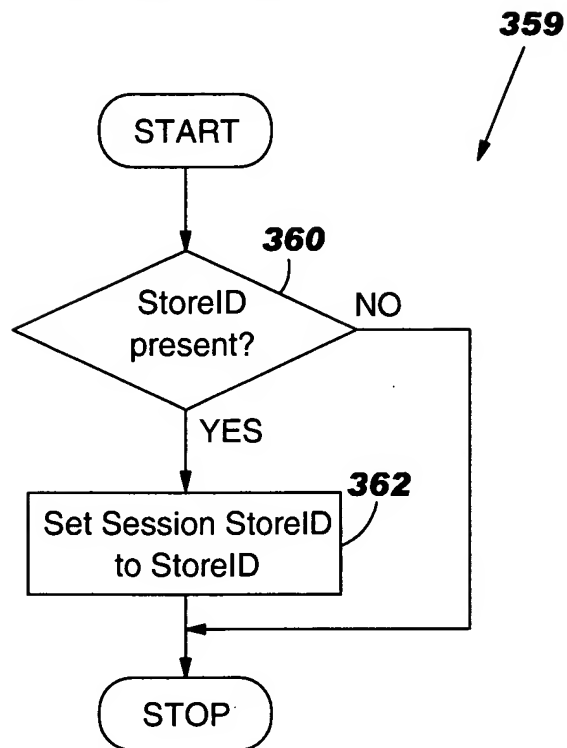 359
START
360
StoreID
present?
NO
YES
362
Set Session StoreID
to StoreID
STOP